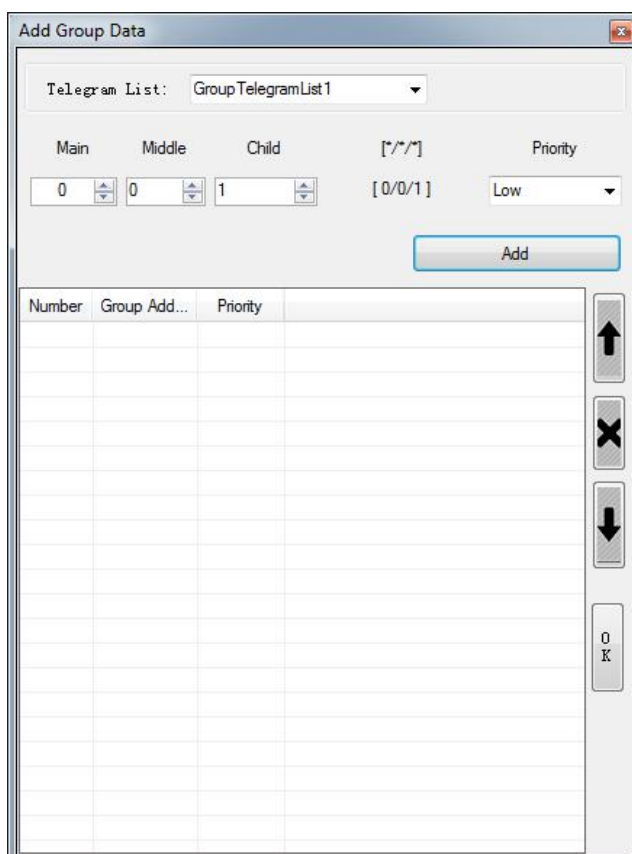 Add Group Data
Telegram List: GroupTelegramList1
Main Middle Child [*/*/*] Priority
0 0 1 [ 0/0/1 ] Low
Add
Number Group Add... Priority
O
K